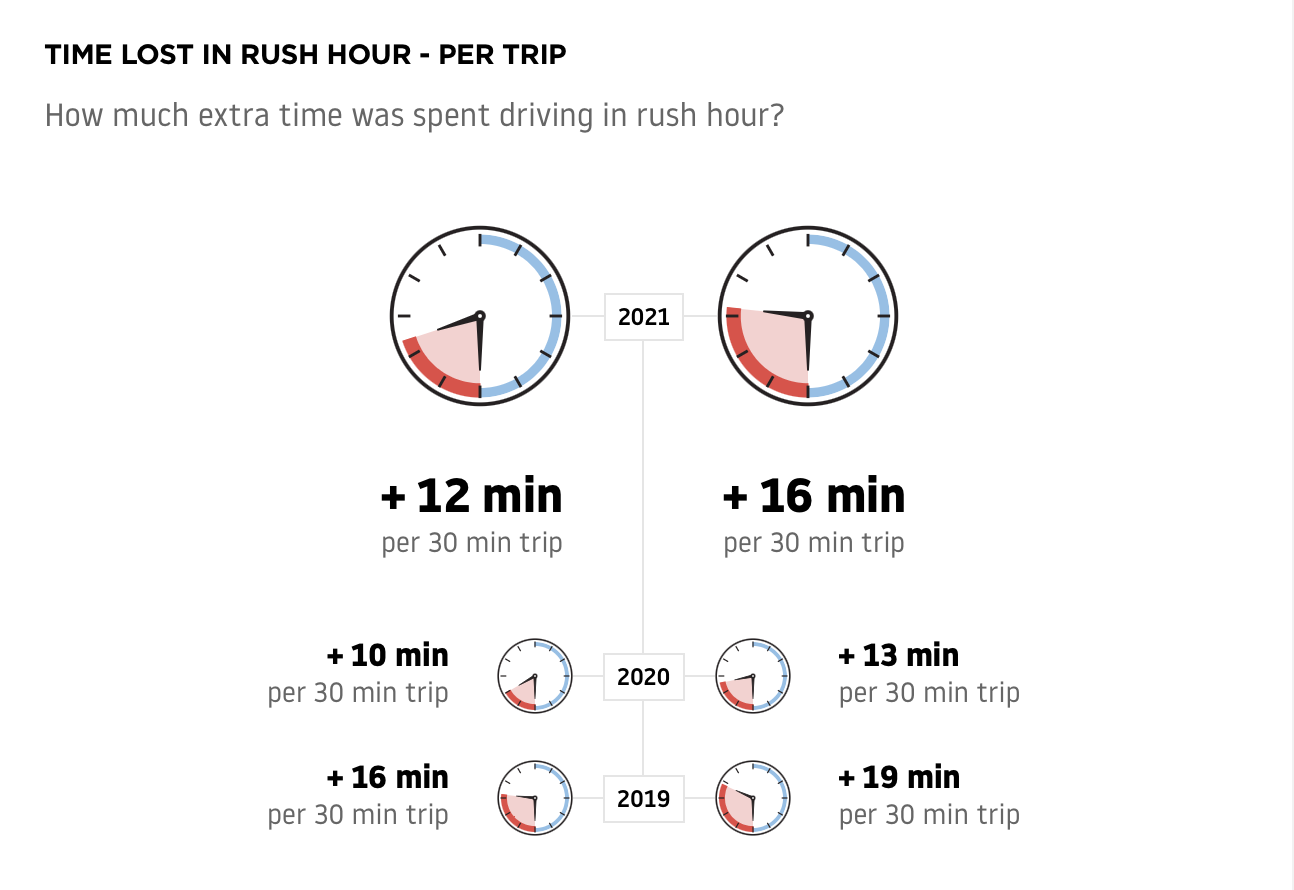 TIME LOST IN RUSH HOUR - PER TRIP
How much extra time was spent driving in rush hour?
2021
+ 12 min
per 30 min trip
+ 16 min
per 30 min trip
+ 10 min
per 30 min trip
2020
+ 13 min
per 30 min trip
+ 16 min
per 30 min trip
2019
+ 19 min
per 30 min trip